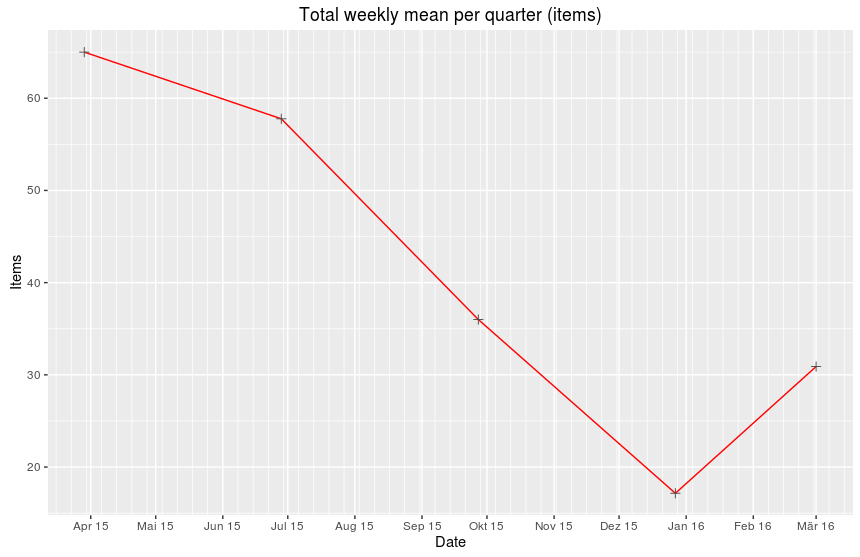 Total weekly mean per quarter (items)
60
50
40
30
20
Items
Apr 15 Mai 15 Jun 15 Jul 15 Aug 15 Sep 15 Okt 15 Nov 15 Dez 15 Jan 16 Feb 16 Mär 16
Date